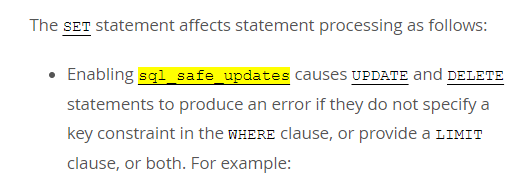 The SET statement affects statement processing as follows:
• Enabling sql_safe_updates causes UPDATE and DELETE
statements to produce an error if they do not specify a
key constraint in the WHERE clause, or provide a LIMIT
clause, or both. For example: